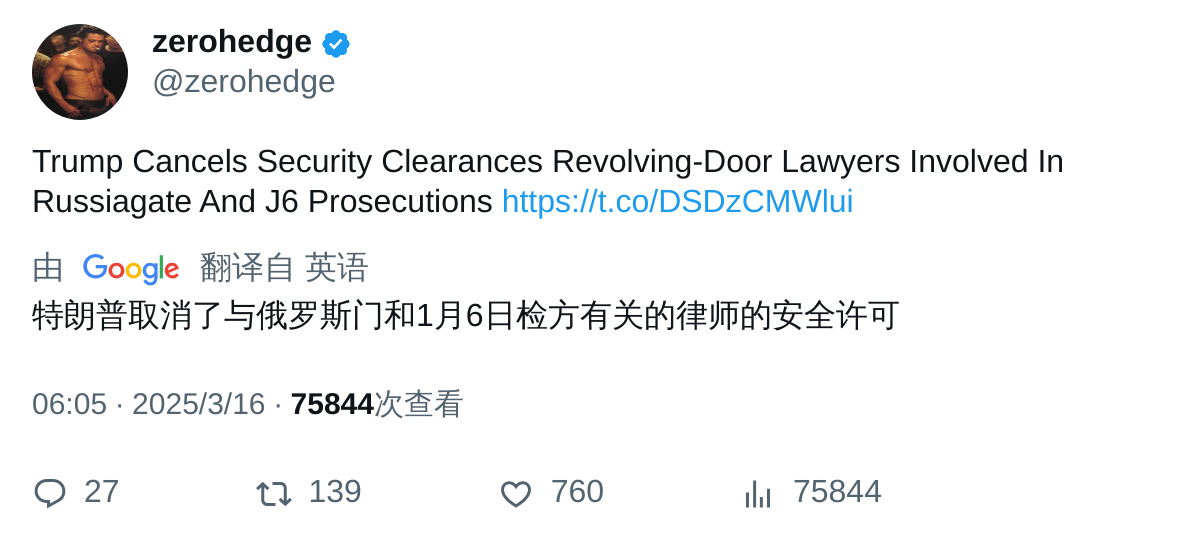 zerohedge
@zerohedge
Trump Cancels Security Clearances Revolving-Door Lawyers Involved In
Russiagate And J6 Prosecutions https://t.co/DSDzCMWlui
由 Google 翻译自 英语
特朗普取消了与俄罗斯门和1月6日检方有关的律师的安全许可
06:05 · 2025/3/16 · 75844次查看
27 139 760 75844